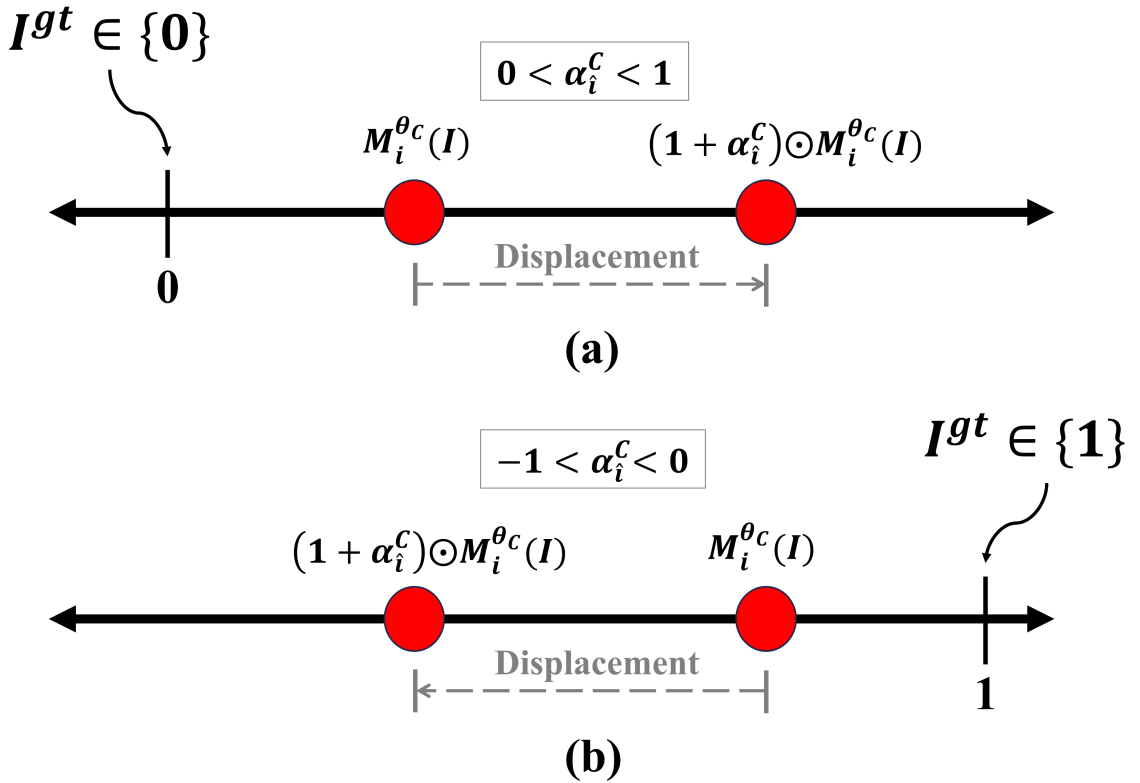 I^{gt} ∈ {0}
0 < α_î^C < 1
M_i^{θ_C}(I)
(1 + α_î^C)⊙M_i^{θ_C}(I)
Displacement
0
(a)
I^{gt} ∈ {1}
−1 < α_î^C < 0
(1 + α_î^C)⊙M_i^{θ_C}(I)
M_i^{θ_C}(I)
Displacement
1
(b)